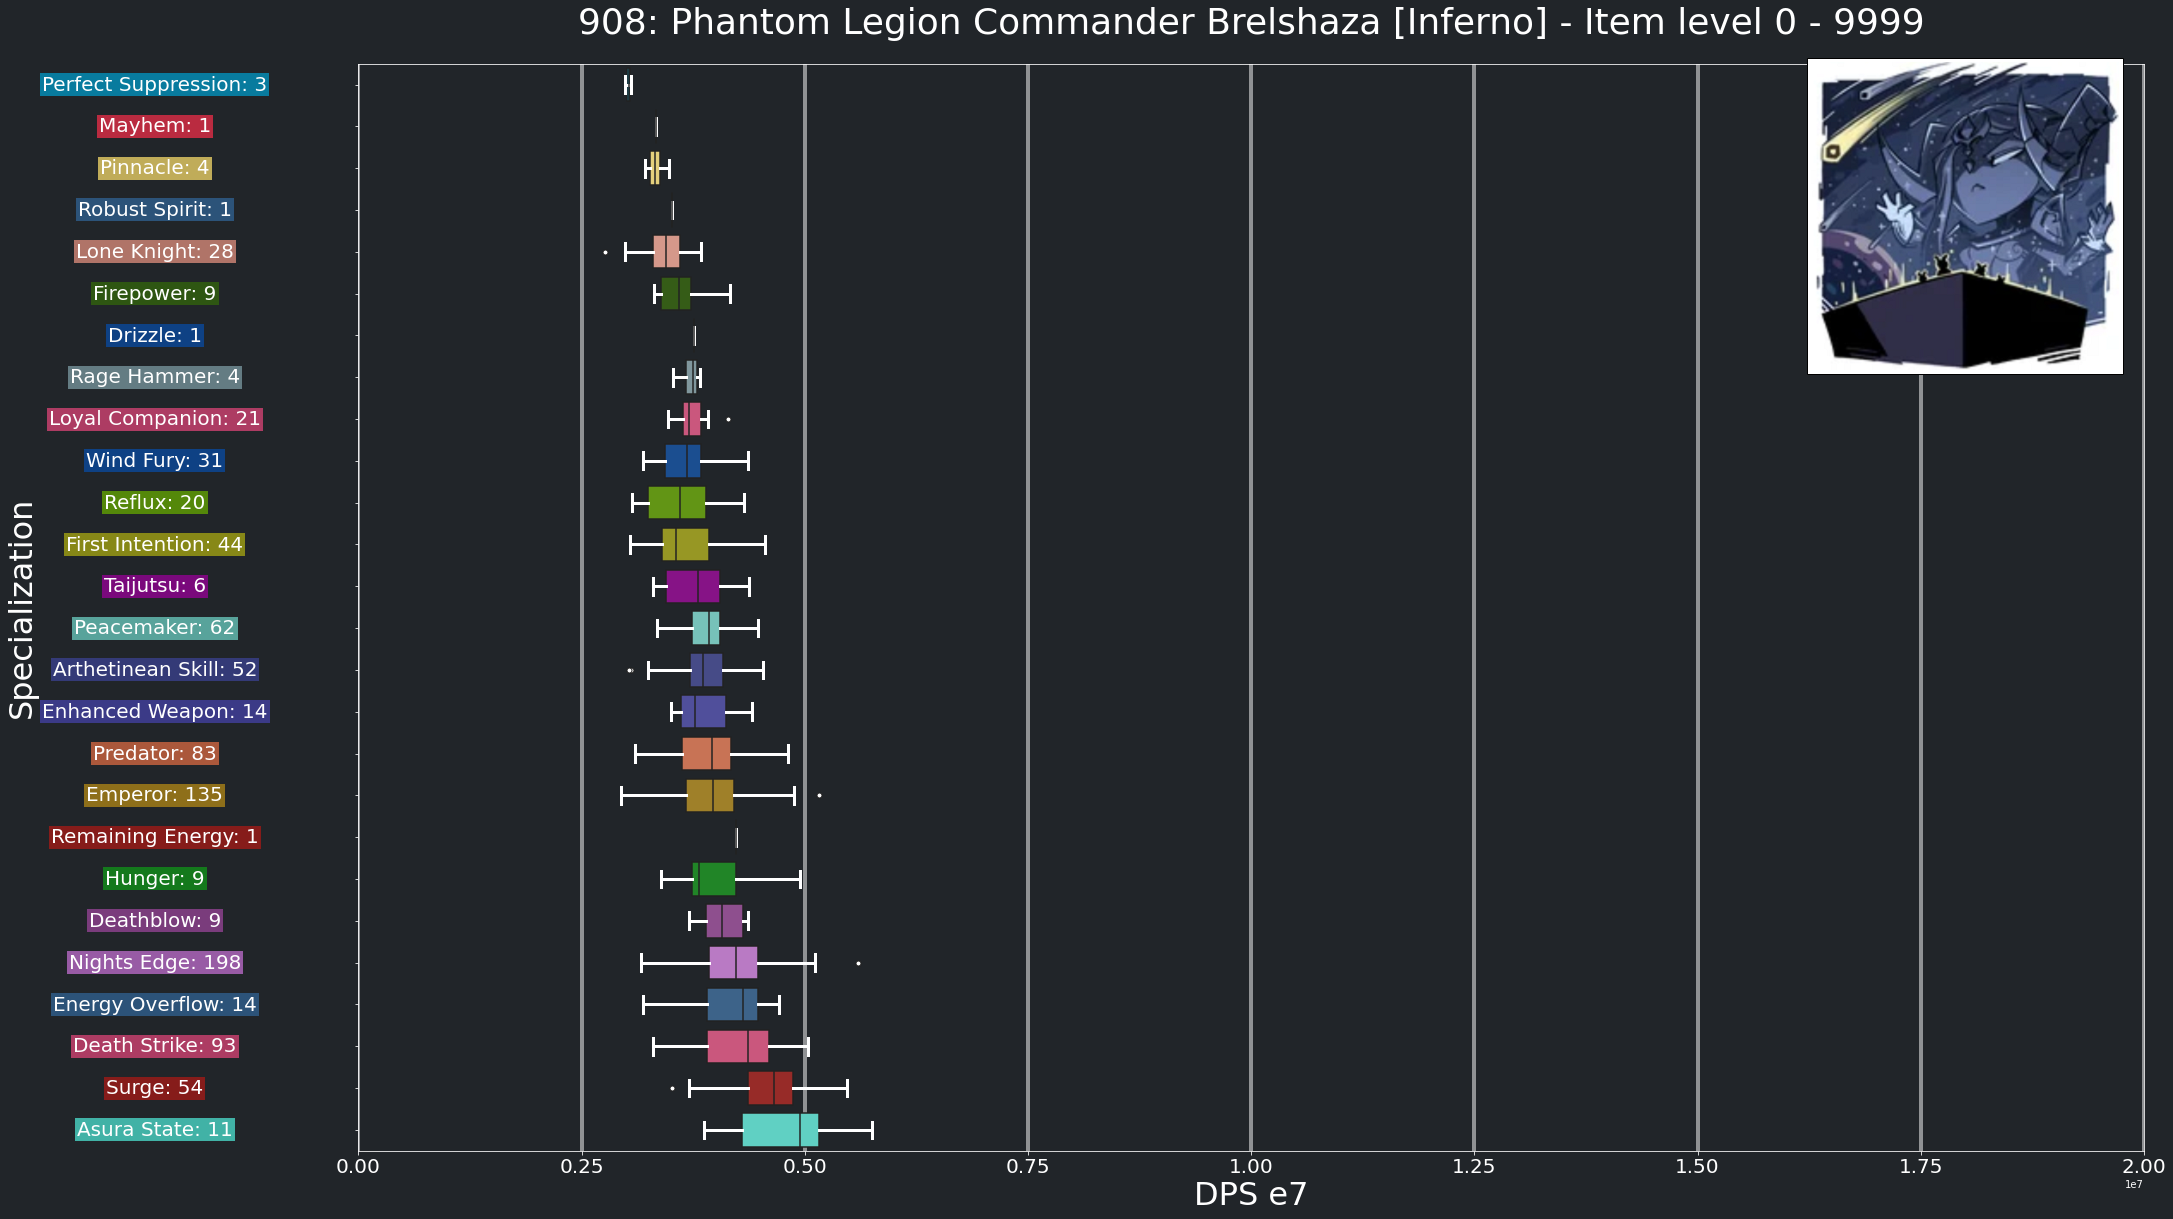 908: Phantom Legion Commander Brelshaza [Inferno] - Item level 0 - 9999
Specialization
Perfect Suppression: 3
Mayhem: 1
Pinnacle: 4
Robust Spirit: 1
Lone Knight: 28
Firepower: 9
Drizzle: 1
Rage Hammer: 4
Loyal Companion: 21
Wind Fury: 31
Reflux: 20
First Intention: 44
Taijutsu: 6
Peacemaker: 62
Arthetinean Skill: 52
Enhanced Weapon: 14
Predator: 83
Emperor: 135
Remaining Energy: 1
Hunger: 9
Deathblow: 9
Nights Edge: 198
Energy Overflow: 14
Death Strike: 93
Surge: 54
Asura State: 11
0.00 0.25 0.50 0.75 1.00 1.25 1.50 1.75 2.00
1e7
DPS e7